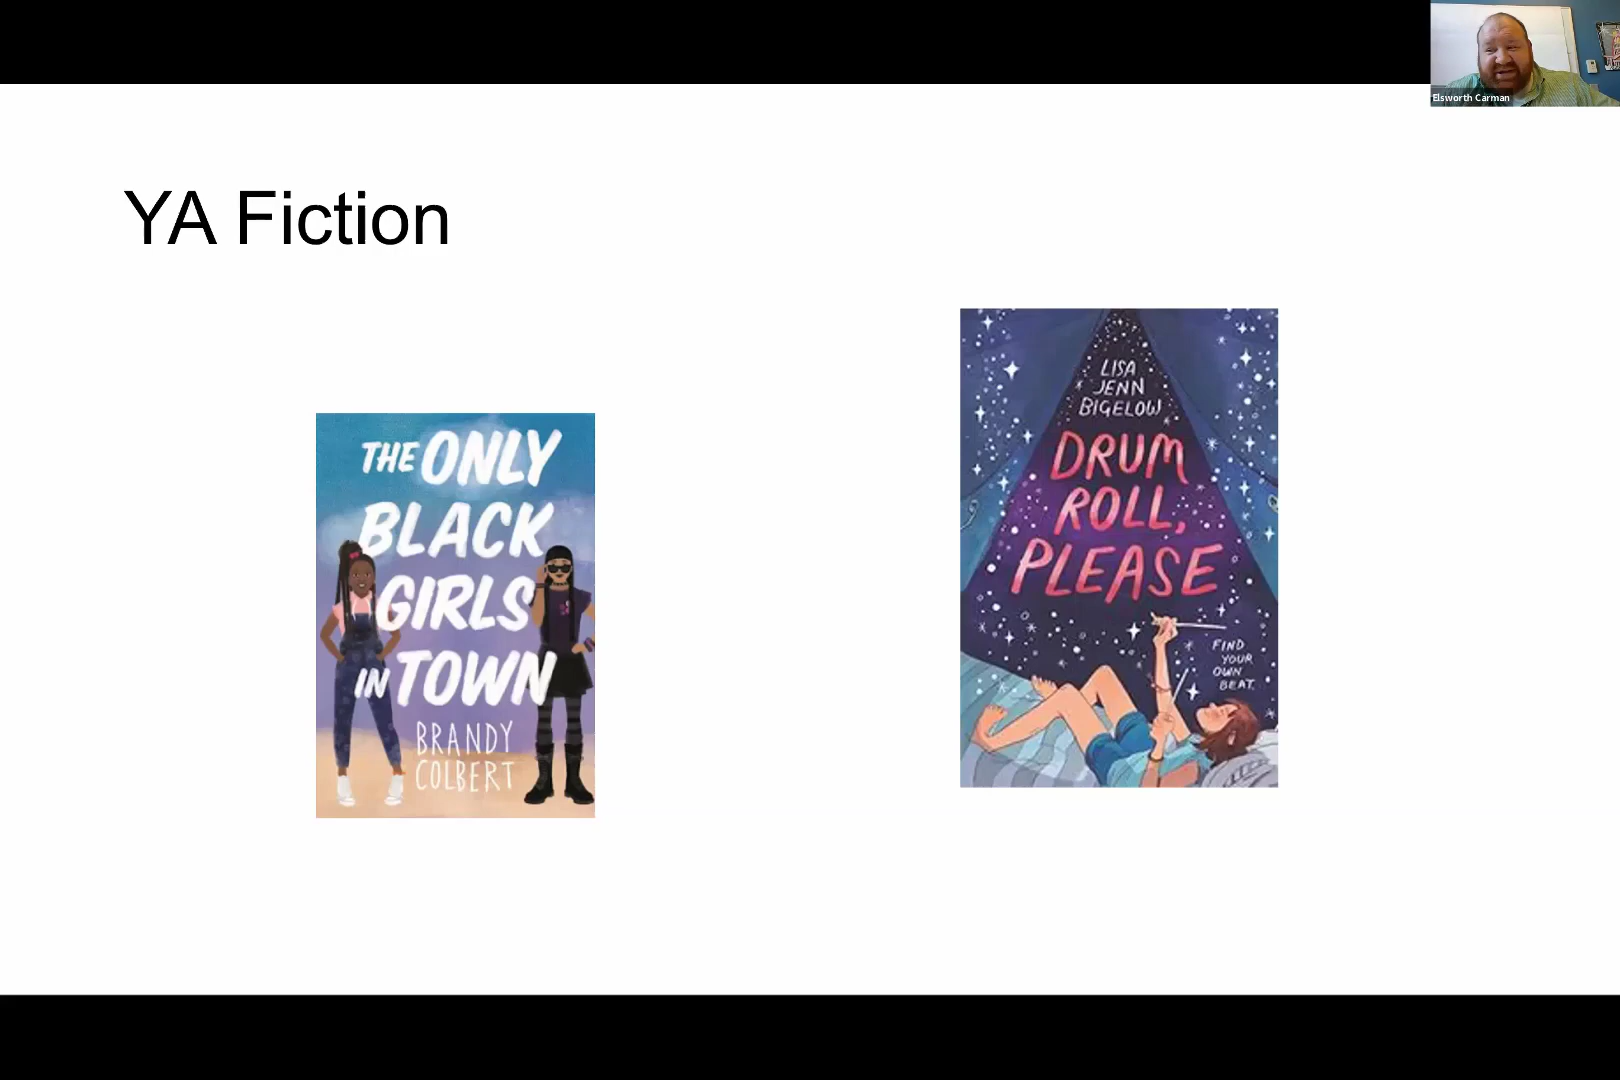 Elsworth Carman
YA Fiction
THE ONLY
BLACK
GIRLS
IN TOWN
BRANDY
COLBERT
LISA
JENN
BIGELOW
DRUM
ROLL,
PLEASE
FIND
YOUR
OWN
BEAT.